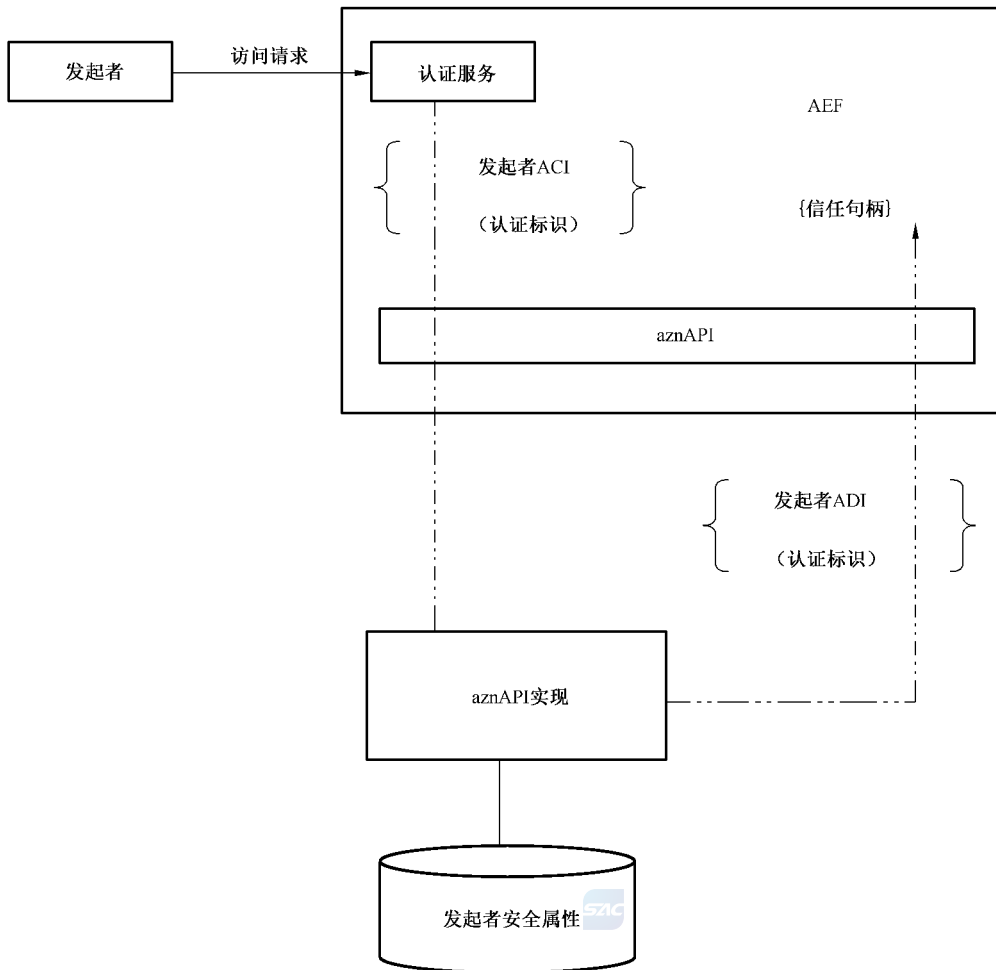 访问请求
发起者
认证服务
AEF
发起者ACI
（认证标识）
{信任句柄}
aznAPI
发起者ADI
（认证标识）
aznAPI实现
发起者安全属性
SAC